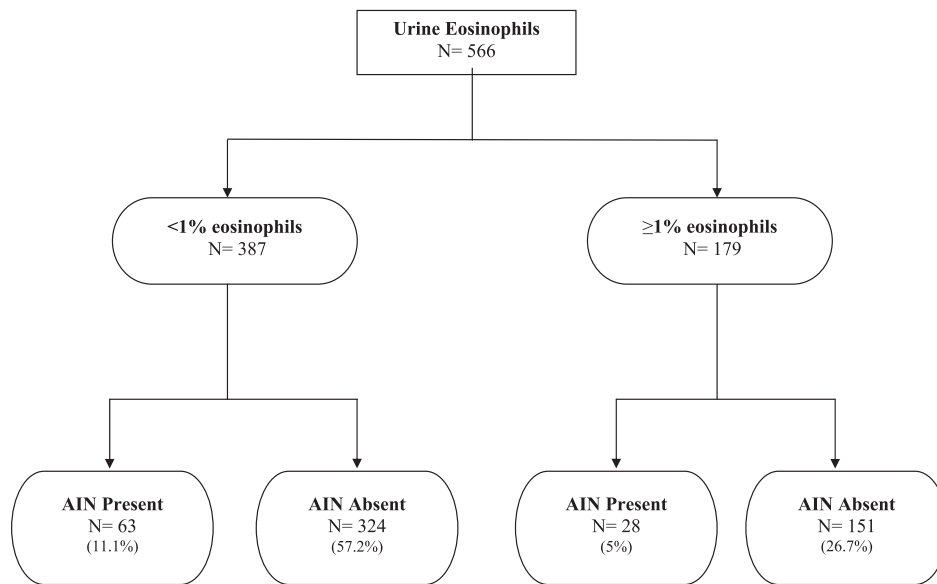 Urine Eosinophils
N= 566
<1% eosinophils
N= 387
≥1% eosinophils
N= 179
AIN Present
N= 63
(11.1%)
AIN Absent
N= 324
(57.2%)
AIN Present
N= 28
(5%)
AIN Absent
N= 151
(26.7%)